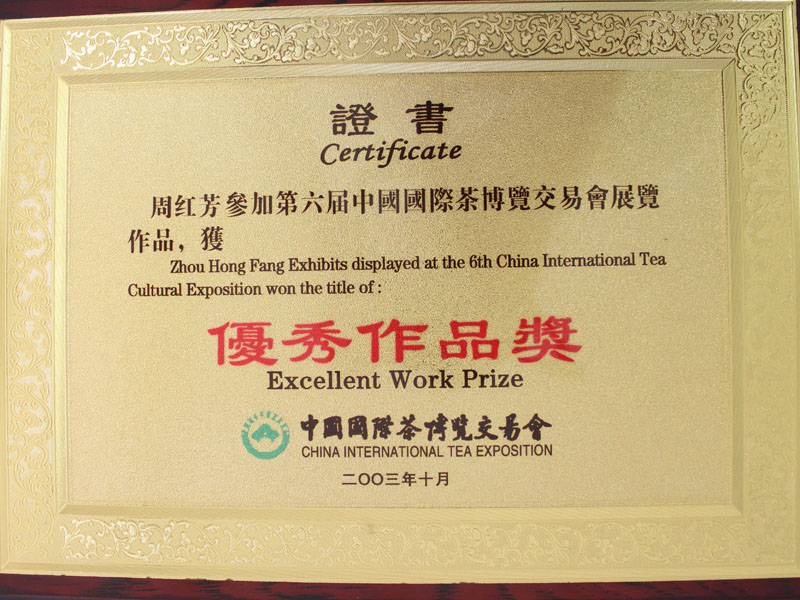 證書
Certificate
周红芳參加第六届中國國際茶博覽交易會展覽
作品，獲
Zhou Hong Fang Exhibits displayed at the 6th China International Tea
Cultural Exposition won the title of :
優秀作品獎
Excellent Work Prize
中國國際茶博覽交易會
CHINA INTERNATIONAL TEA EXPOSITION
二〇〇三年十月